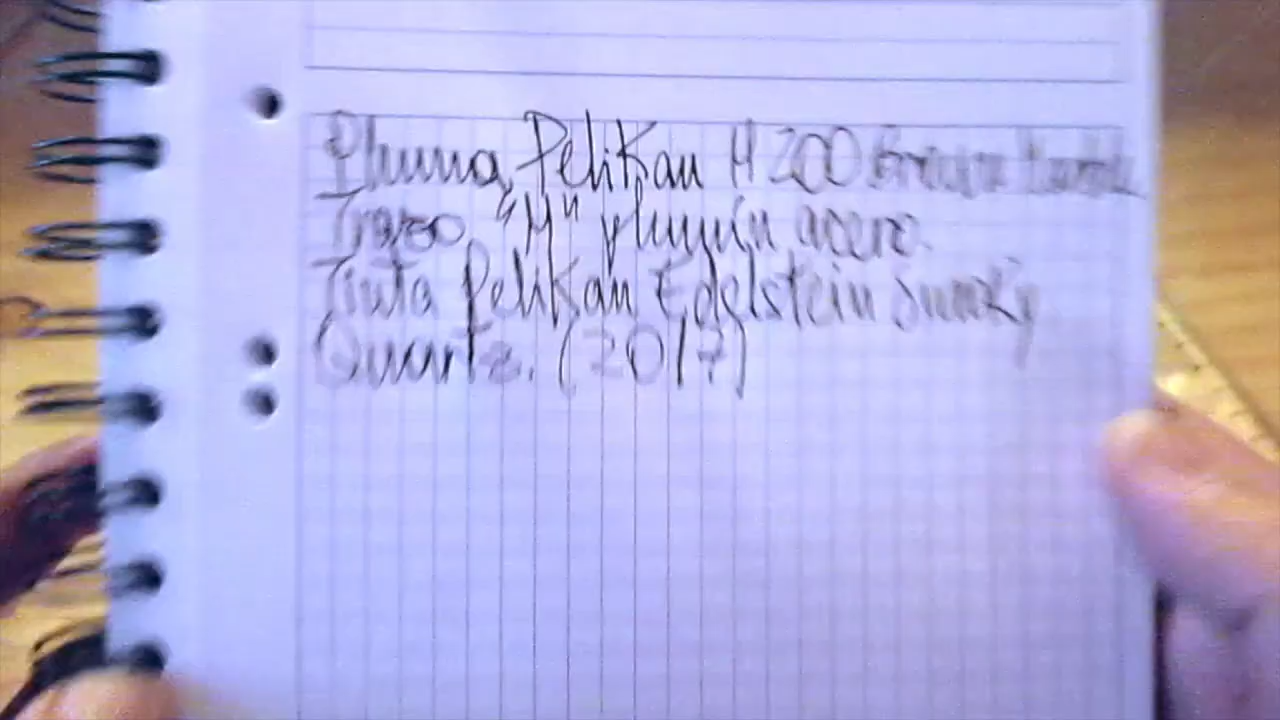 Pluma Pelikan M200
Trazo "M" plumín acero.
Tinta Pelikan Edelstein Smoky
Quartz. (2017)